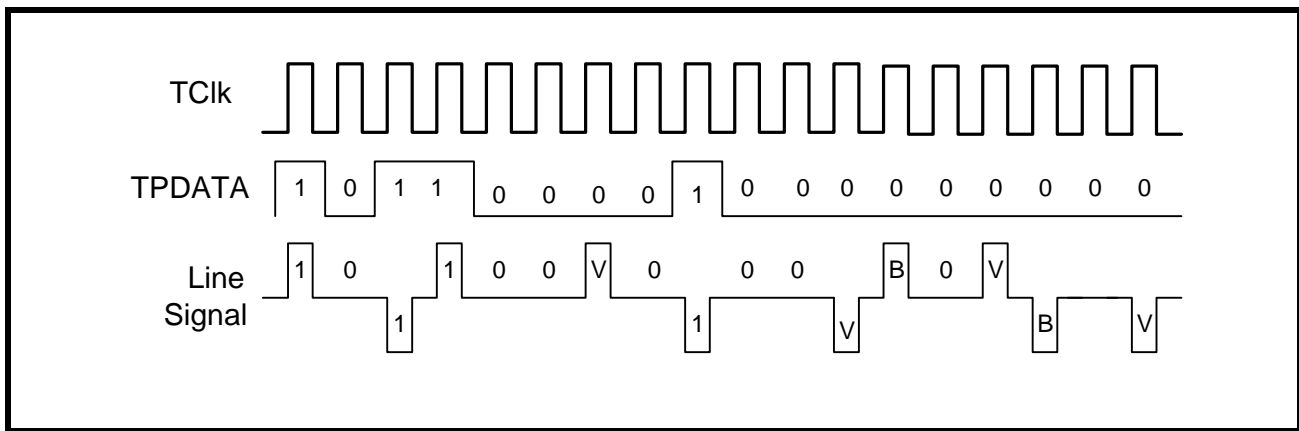 TClk
TPDATA 1 0 1 1 0 0 0 0 1 0 0 0 0 0 0 0 0 0
Line Signal 1 0 1 1 0 0 V 0 1 0 0 V B 0 V B V